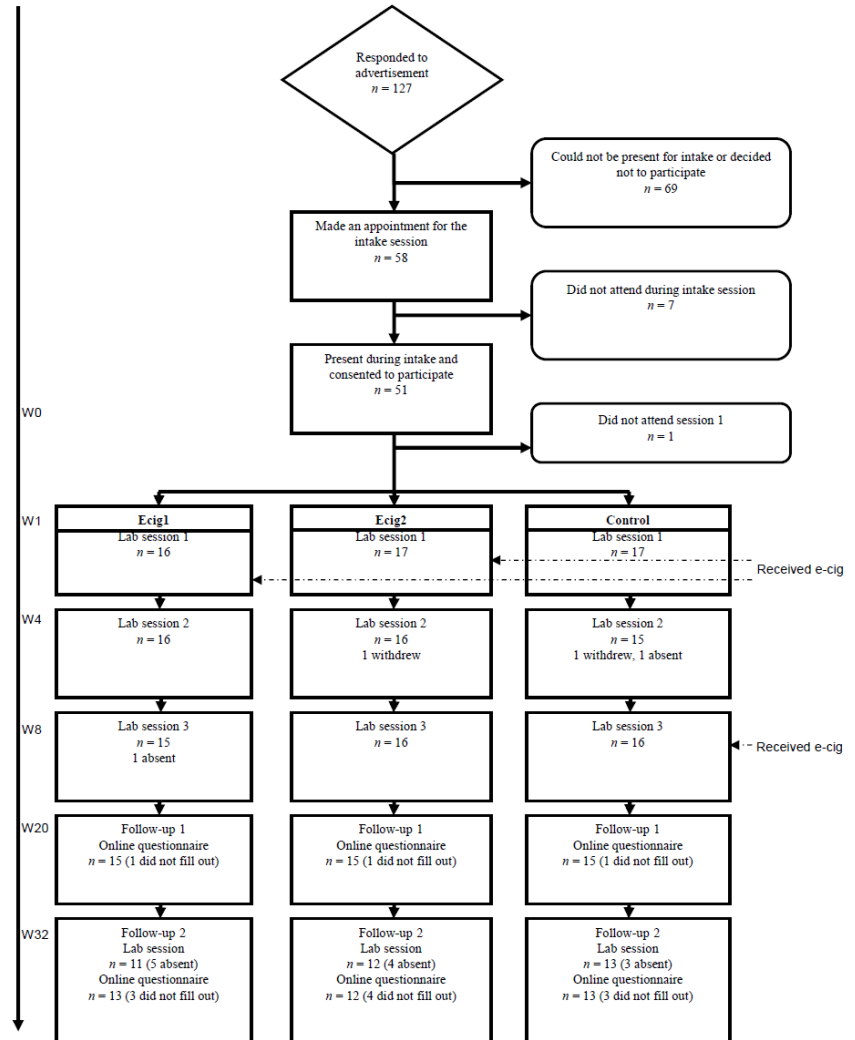 Responded to
advertisement
n = 127
Could not be present for intake or decided
not to participate
n = 69
Made an appointment for the
intake session
n = 58
Did not attend during intake session
n = 7
Present during intake and
consented to participate
n = 51
W0
Did not attend session 1
n = 1
W1
Ecig1
Lab session 1
n = 16
Ecig2
Lab session 1
n = 17
Control
Lab session 1
n = 17
Received e-cig
W4
Lab session 2
n = 16
Lab session 2
n = 16
1 withdrew
Lab session 2
n = 15
1 withdrew, 1 absent
W8
Lab session 3
n = 15
1 absent
Lab session 3
n = 16
Lab session 3
n = 16
Received e-cig
W20
Follow-up 1
Online questionnaire
n = 15 (1 did not fill out)
Follow-up 1
Online questionnaire
n = 15 (1 did not fill out)
Follow-up 1
Online questionnaire
n = 15 (1 did not fill out)
W32
Follow-up 2
Lab session
n = 11 (5 absent)
Online questionnaire
n = 13 (3 did not fill out)
Follow-up 2
Lab session
n = 12 (4 absent)
Online questionnaire
n = 12 (4 did not fill out)
Follow-up 2
Lab session
n = 13 (3 absent)
Online questionnaire
n = 13 (3 did not fill out)